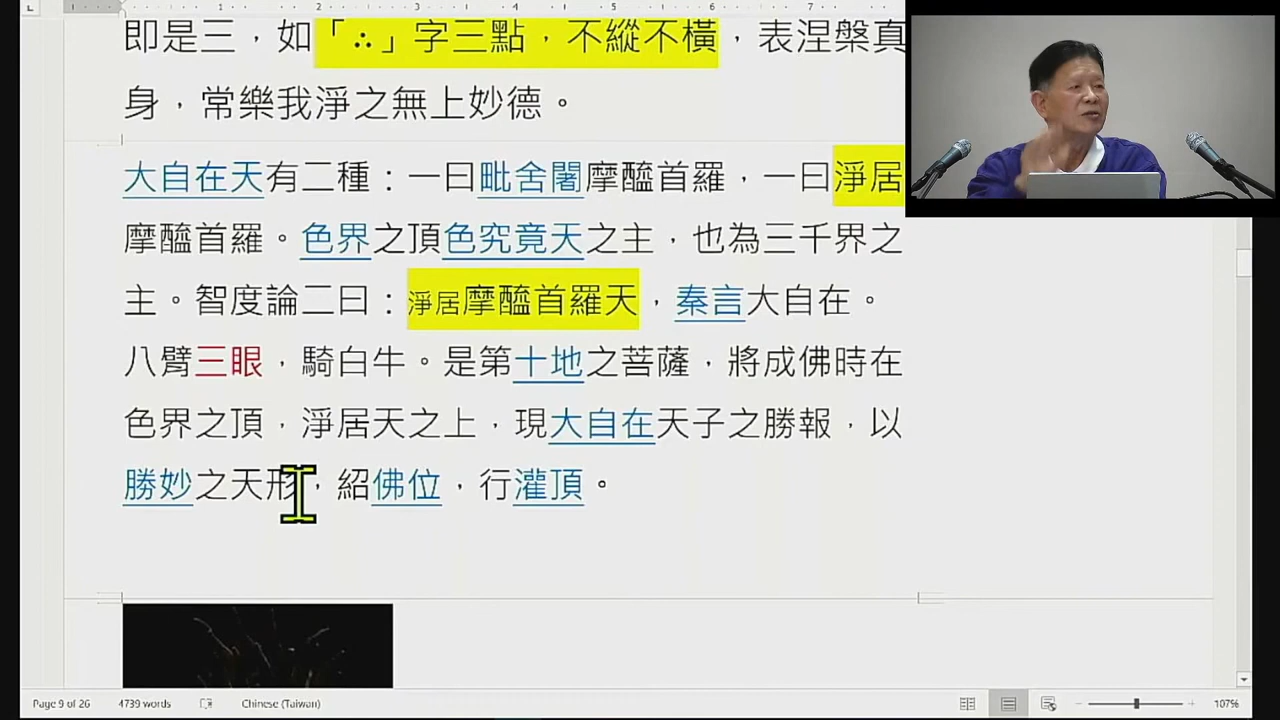 即是三，如「∴」字三點，不縱不橫，表涅槃真
身，常樂我淨之無上妙德。
大自在天有二種：一曰毗舍闍摩醯首羅，一曰淨居
摩醯首羅。色界之頂色究竟天之主，也為三千界之
主。智度論二曰：淨居摩醯首羅天，秦言大自在。
八臂三眼，騎白牛。是第十地之菩薩，將成佛時在
色界之頂，淨居天之上，現大自在天子之勝報，以
勝妙之天形，紹佛位，行灌頂。
Page 9 of 26 4739 words Chinese (Taiwan) 107%